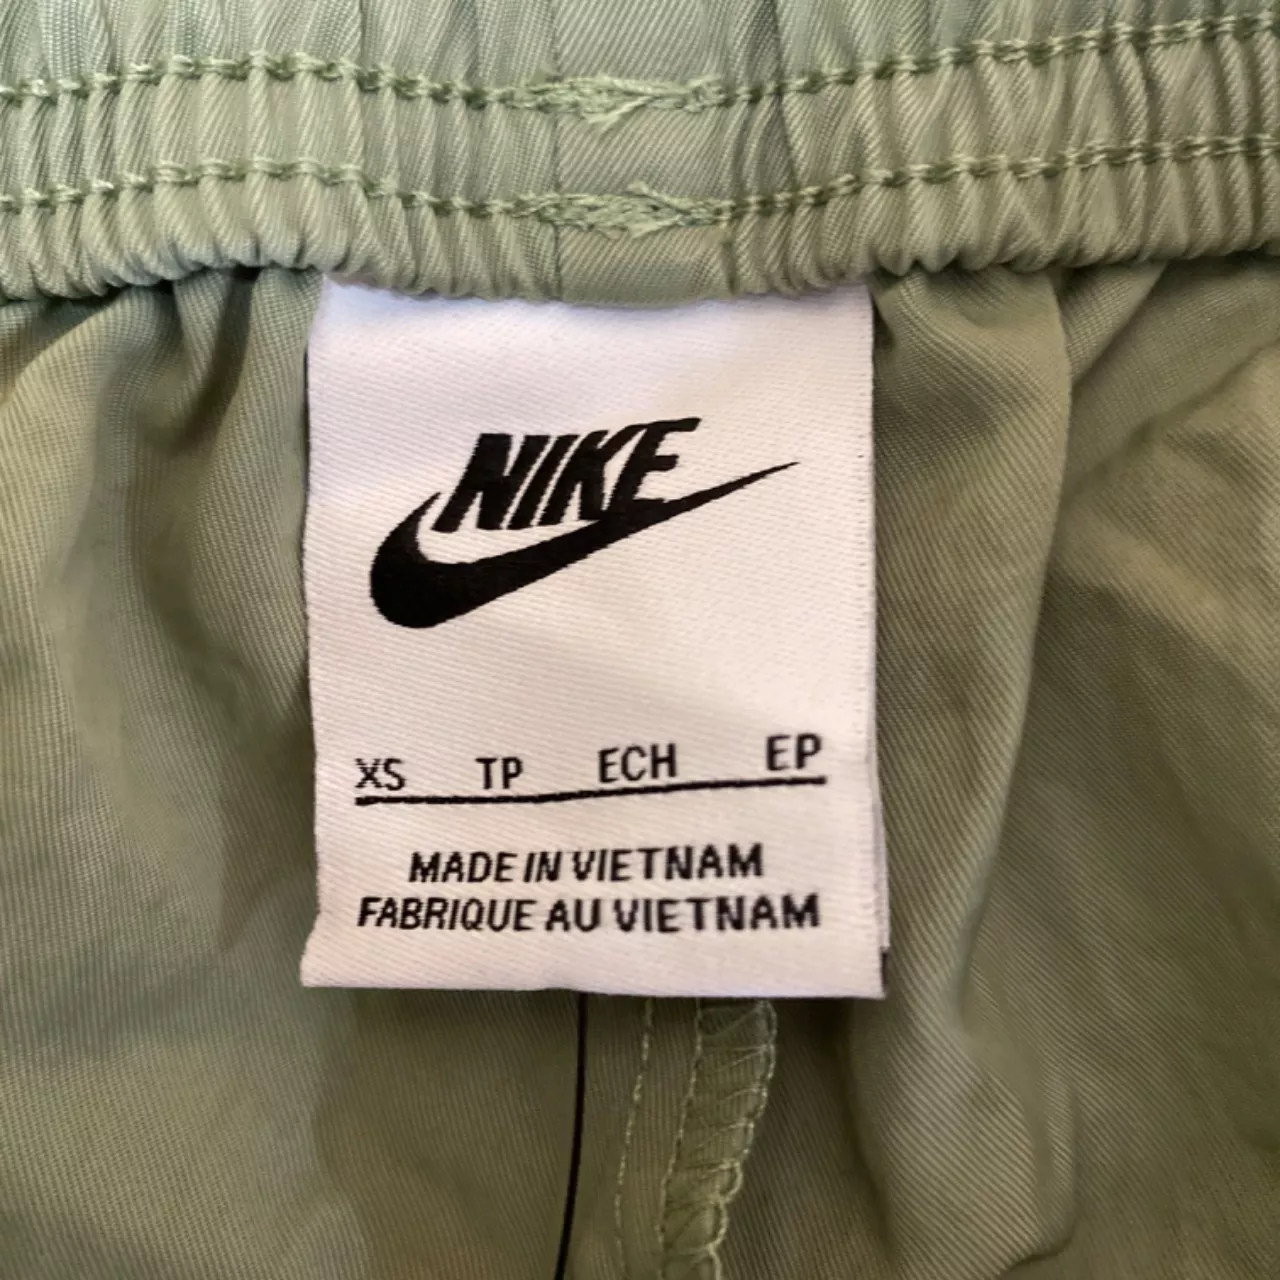 NIKE
XS TP ECH EP
MADE IN VIETNAM
FABRIQUE AU VIETNAM